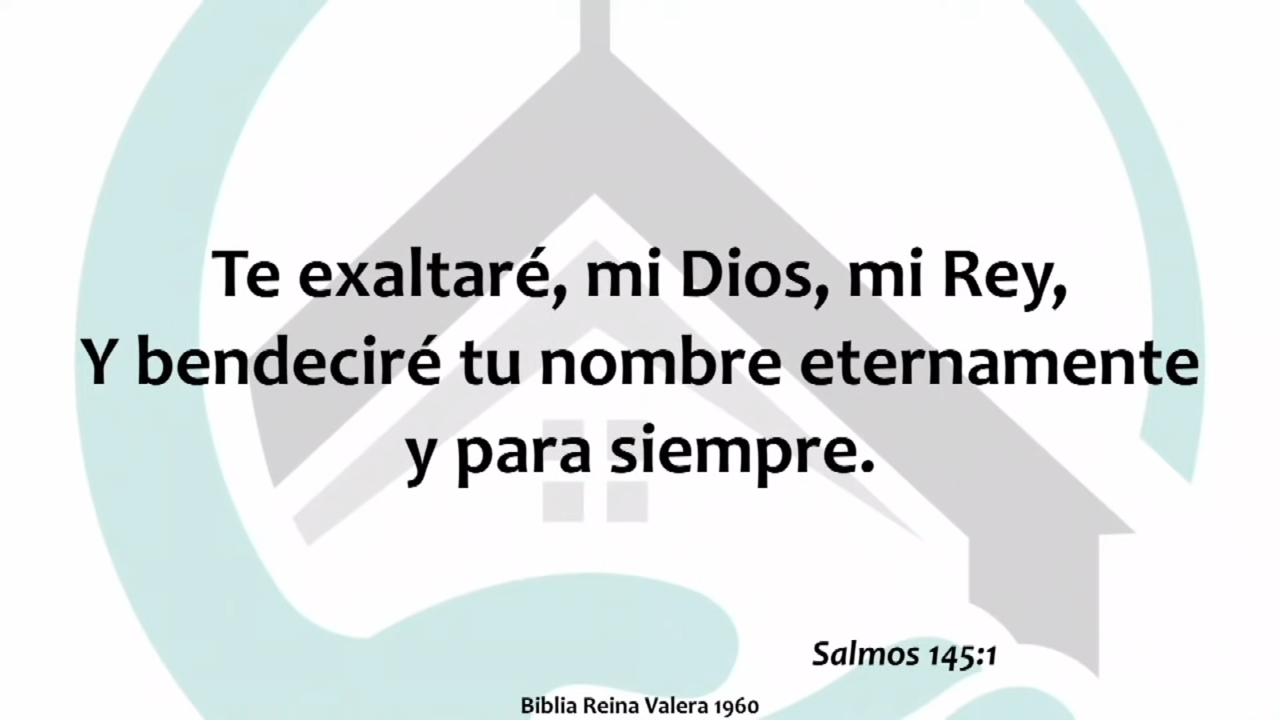 Te exaltaré, mi Dios, mi Rey,
Y bendeciré tu nombre eternamente
y para siempre.
Salmos 145:1
Biblia Reina Valera 1960